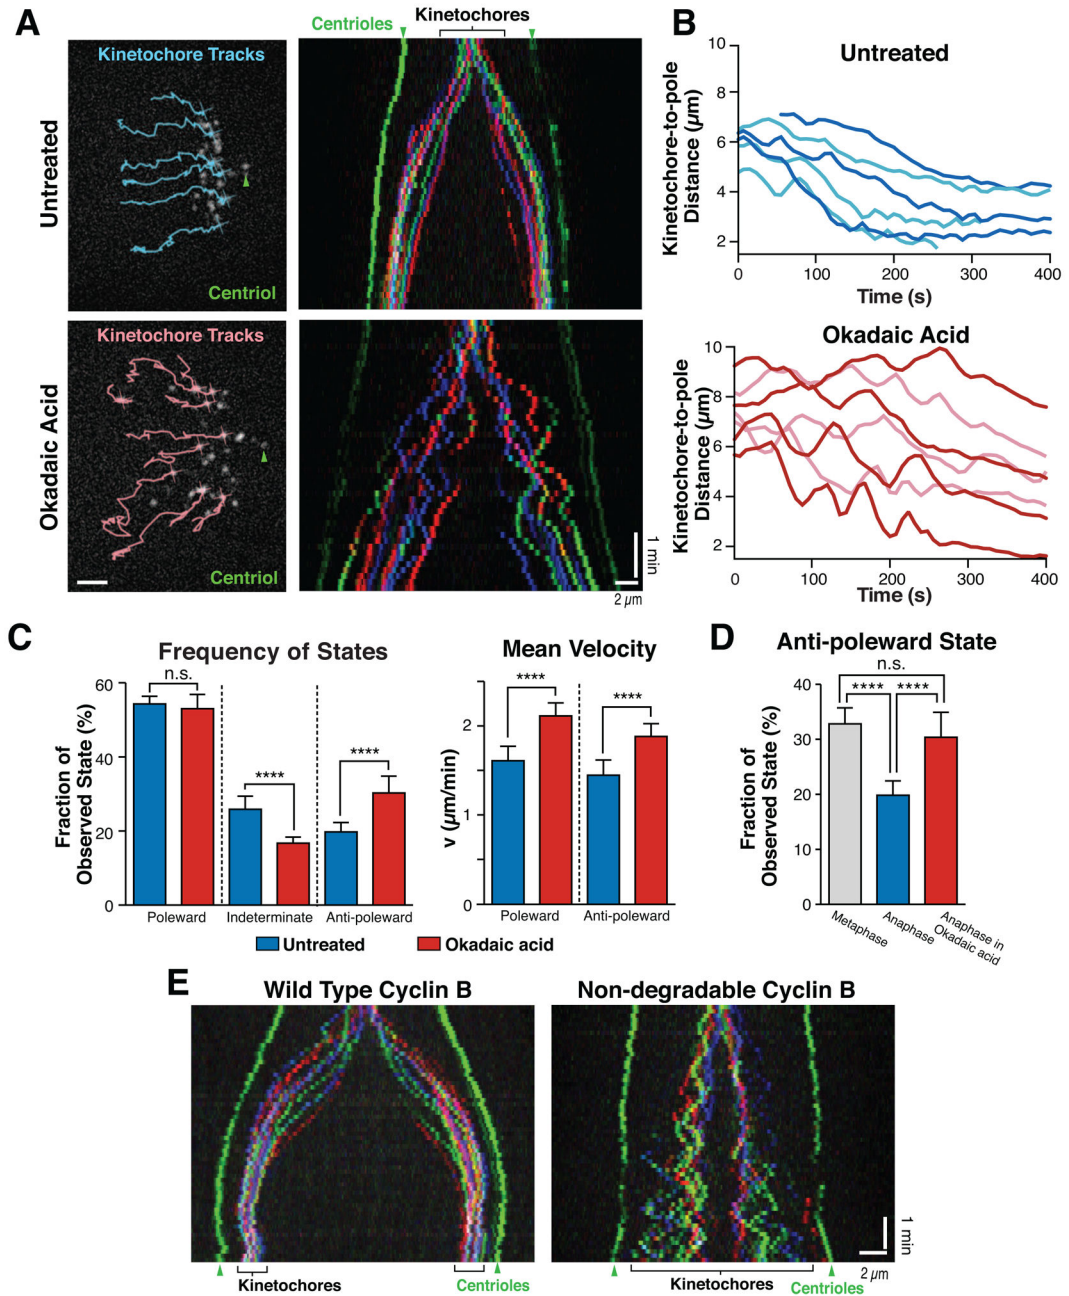 A
Centrioles
Kinetochores
Kinetochore Tracks
Untreated
Centriol
Kinetochore Tracks
Okadaic Acid
Centriol
1 min
2 µm
B
Untreated
Kinetochore-to-pole
Distance (µm)
10
8
6
4
2
0
100
200
300
400
Time (s)
Okadaic Acid
Kinetochore-to-pole
Distance (µm)
10
8
6
4
2
0
100
200
300
400
Time (s)
C
Frequency of States
Fraction of
Observed State (%)
60
40
20
0
n.s.
****
****
Poleward
Indeterminate
Anti-poleward
Mean Velocity
v (µm/min)
2
1
0
****
****
Poleward
Anti-poleward
Untreated
Okadaic acid
D
Anti-poleward State
n.s.
****
****
Fraction of
Observed State (%)
40
30
20
10
0
Metaphase
Anaphase
Anaphase in
Okadaic acid
E
Wild Type Cyclin B
Non-degradable Cyclin B
Kinetochores
Centrioles
Kinetochores
Centrioles
1 min
2 µm